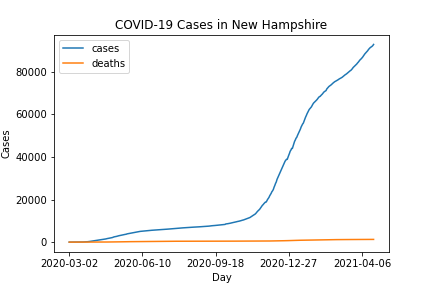 COVID-19 Cases in New Hampshire
cases
deaths
80000
60000
40000
20000
0
Cases
2020-03-02 2020-06-10 2020-09-18 2020-12-27 2021-04-06
Day